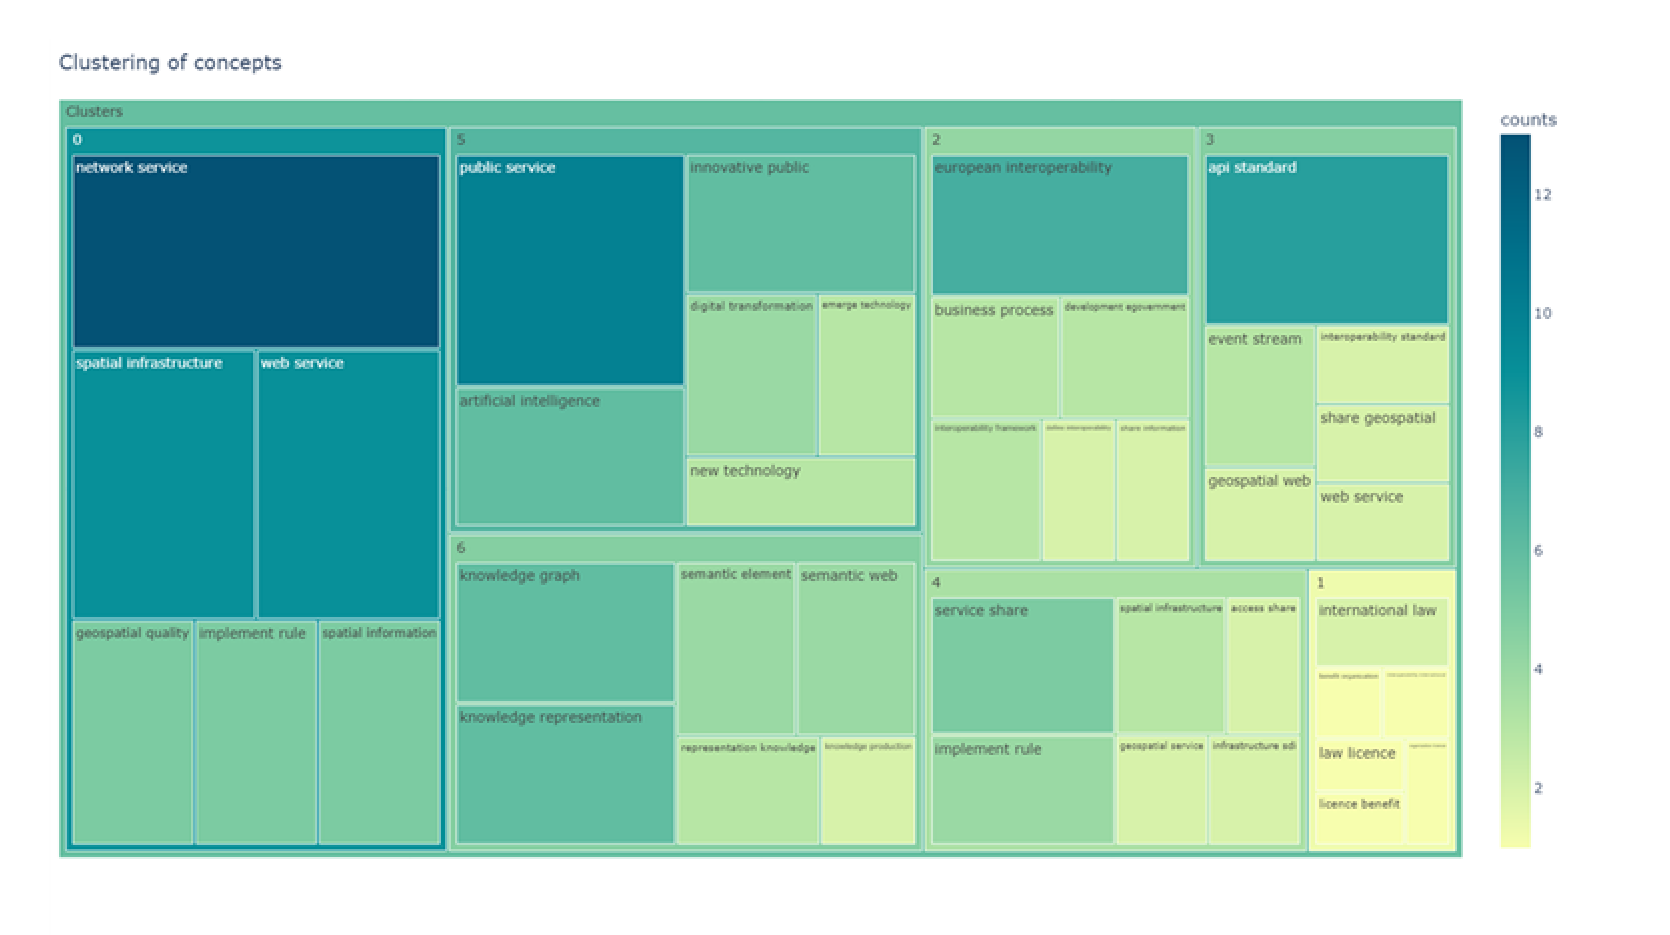 Clustering of concepts
Clusters
0
network service
spatial infrastructure
web service
geospatial quality
implement rule
spatial information
5
public service
innovative public
digital transformation
emerge technology
artificial intelligence
new technology
6
knowledge graph
semantic element
semantic web
knowledge representation
representation knowledge
knowledge production
2
european interoperability
business process
development egovernment
interoperability framework
define interoperability
share information
3
api standard
event stream
interoperability standard
share geospatial
geospatial web
web service
4
service share
spatial infrastructure
access share
implement rule
geospatial service
infrastructure sdi
1
international law
benefit organisation
law licence
licence benefit
counts
12
10
8
6
4
2